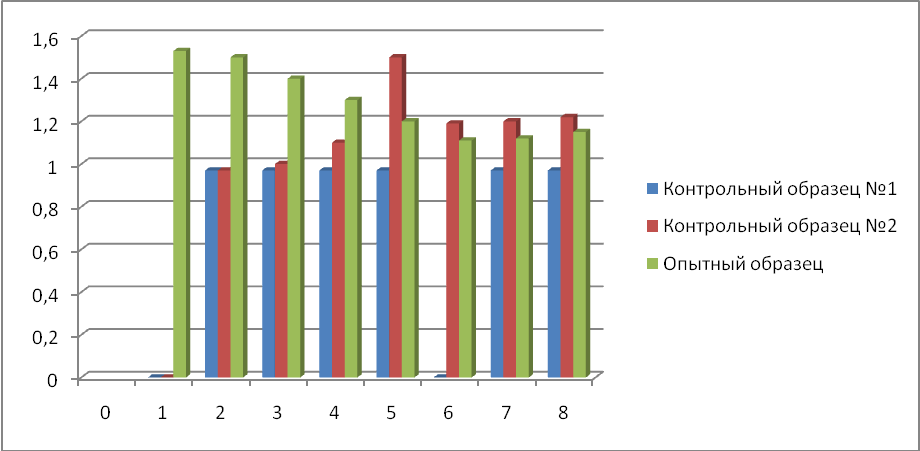 1,6
1,4
1,2
1
0,8
0,6
0,4
0,2
0
0 1 2 3 4 5 6 7 8
Контрольный образец №1
Контрольный образец №2
Опытный образец